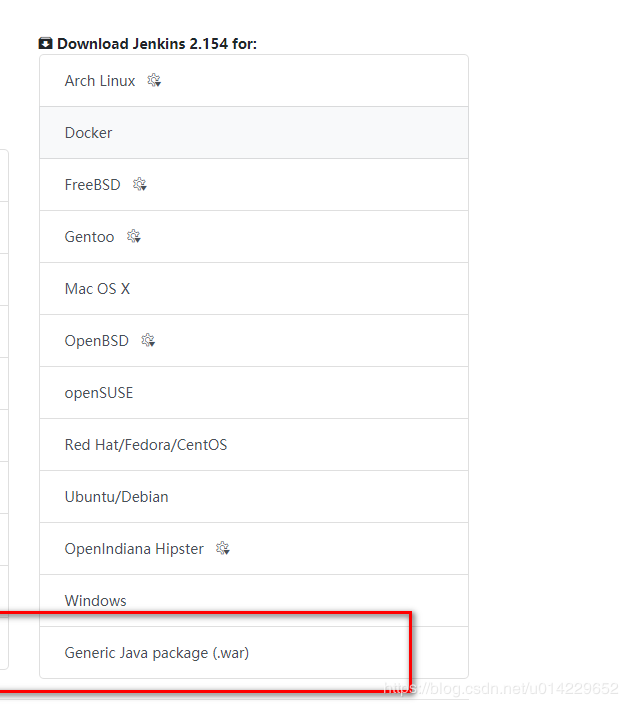 Download Jenkins 2.154 for:
Arch Linux
Docker
FreeBSD
Gentoo
Mac OS X
OpenBSD
openSUSE
Red Hat/Fedora/CentOS
Ubuntu/Debian
OpenIndiana Hipster
Windows
Generic Java package (.war)
https://blog.csdn.net/u014229652